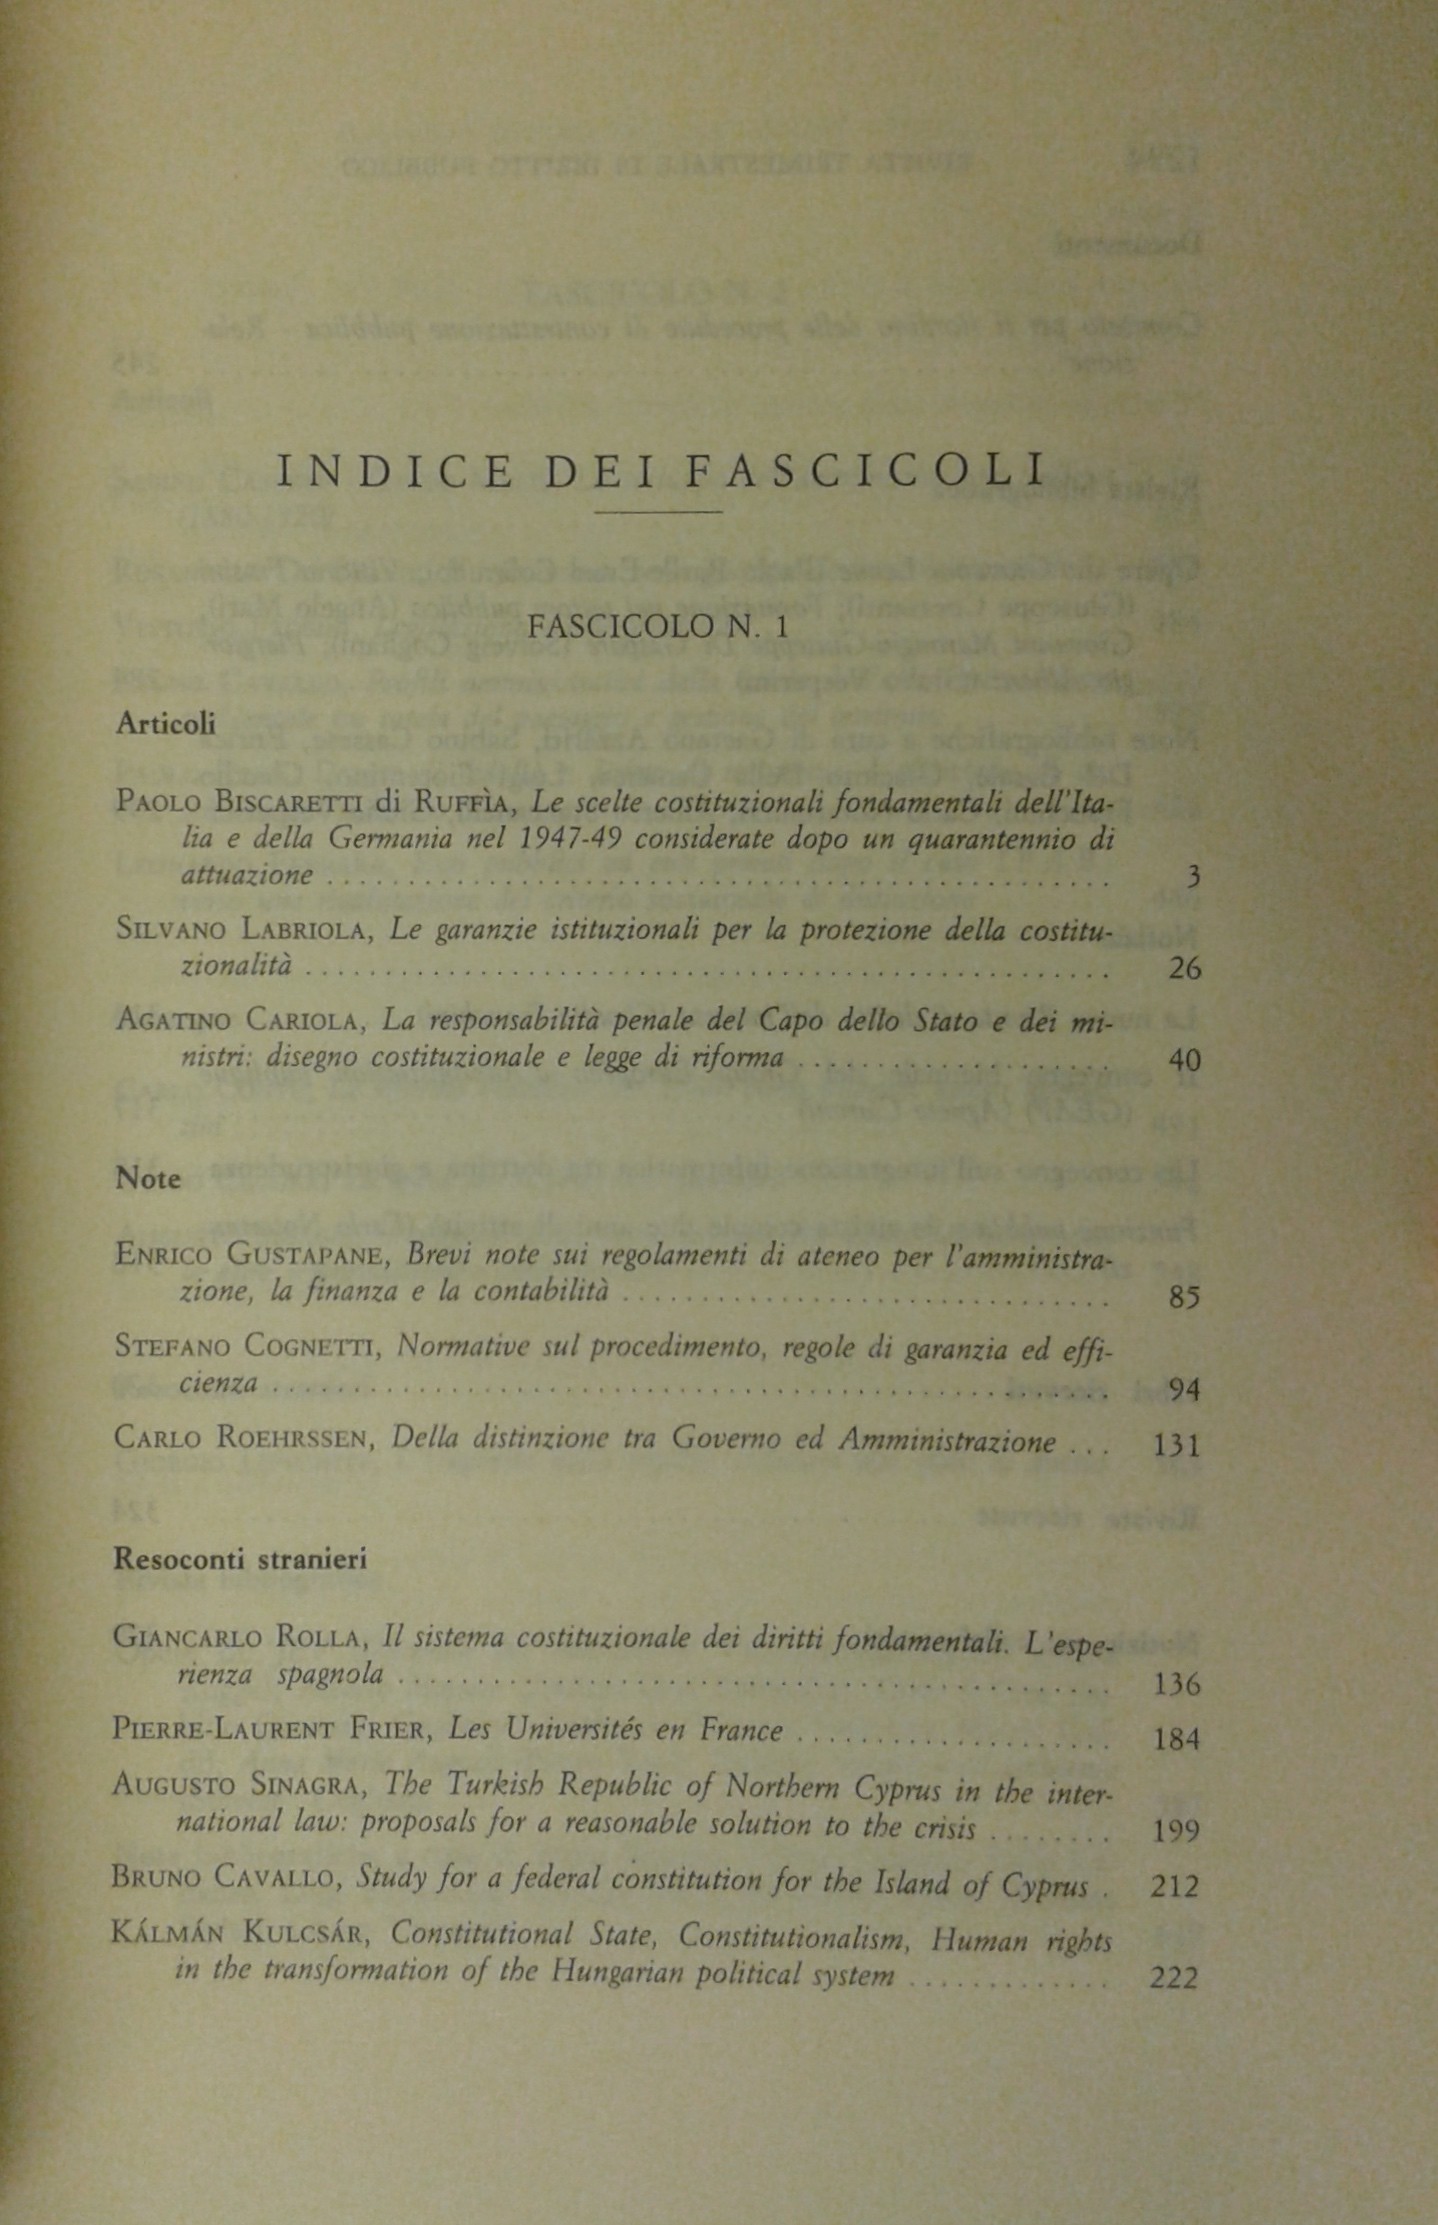 INDICE DEI FASCICOLI
FASCICOLO N. 1
Articoli
PAOLO BISCARETTI di RUFFÌA, Le scelte costituzionali fondamentali dell'Ita-
lia e della Germania nel 1947-49 considerate dopo un quarantennio di
attuazione . . . . . . . . . . . . . . . . . . . . . . . . . . . . . . . . . . . . . . . . . . . . . . . . . 3
SILVANO LABRIOLA, Le garanzie istituzionali per la protezione della costitu-
zionalità . . . . . . . . . . . . . . . . . . . . . . . . . . . . . . . . . . . . . . . . . . . . . . . . . . 26
AGATINO CARIOLA, La responsabilità penale del Capo dello Stato e dei mi-
nistri: disegno costituzionale e legge di riforma . . . . . . . . . . . . . . . . . . . . 40
Note
ENRICO GUSTAPANE, Brevi note sui regolamenti di ateneo per l'amministra-
zione, la finanza e la contabilità . . . . . . . . . . . . . . . . . . . . . . . . . . . . . . . 85
STEFANO COGNETTI, Normative sul procedimento, regole di garanzia ed effi-
cienza . . . . . . . . . . . . . . . . . . . . . . . . . . . . . . . . . . . . . . . . . . . . . . . . . . . . 94
CARLO ROEHRSSEN, Della distinzione tra Governo ed Amministrazione . . . 131
Resoconti stranieri
GIANCARLO ROLLA, Il sistema costituzionale dei diritti fondamentali. L'espe-
rienza spagnola . . . . . . . . . . . . . . . . . . . . . . . . . . . . . . . . . . . . . . . . . . . . 136
PIERRE-LAURENT FRIER, Les Universités en France . . . . . . . . . . . . . . . . . . . . 184
AUGUSTO SINAGRA, The Turkish Republic of Northern Cyprus in the inter-
national law: proposals for a reasonable solution to the crisis . . . . . . . . 199
BRUNO CAVALLO, Study for a federal constitution for the Island of Cyprus . 212
KÁLMÁN KULCSÁR, Constitutional State, Constitutionalism, Human rights
in the transformation of the Hungarian political system . . . . . . . . . . . . . 222